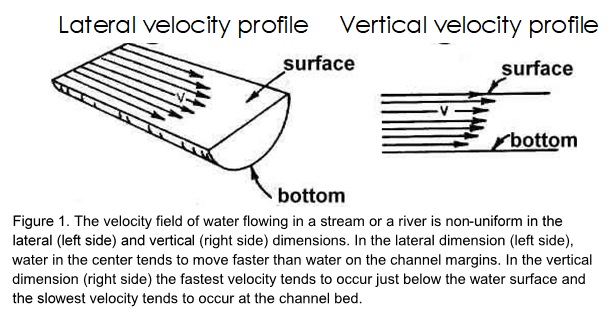 Lateral velocity profile
Vertical velocity profile
surface
V
bottom
surface
V
bottom
Figure 1. The velocity field of water flowing in a stream or a river is non-uniform in the
lateral (left side) and vertical (right side) dimensions. In the lateral dimension (left side),
water in the center tends to move faster than water on the channel margins. In the vertical
dimension (right side) the fastest velocity tends to occur just below the water surface and
the slowest velocity tends to occur at the channel bed.